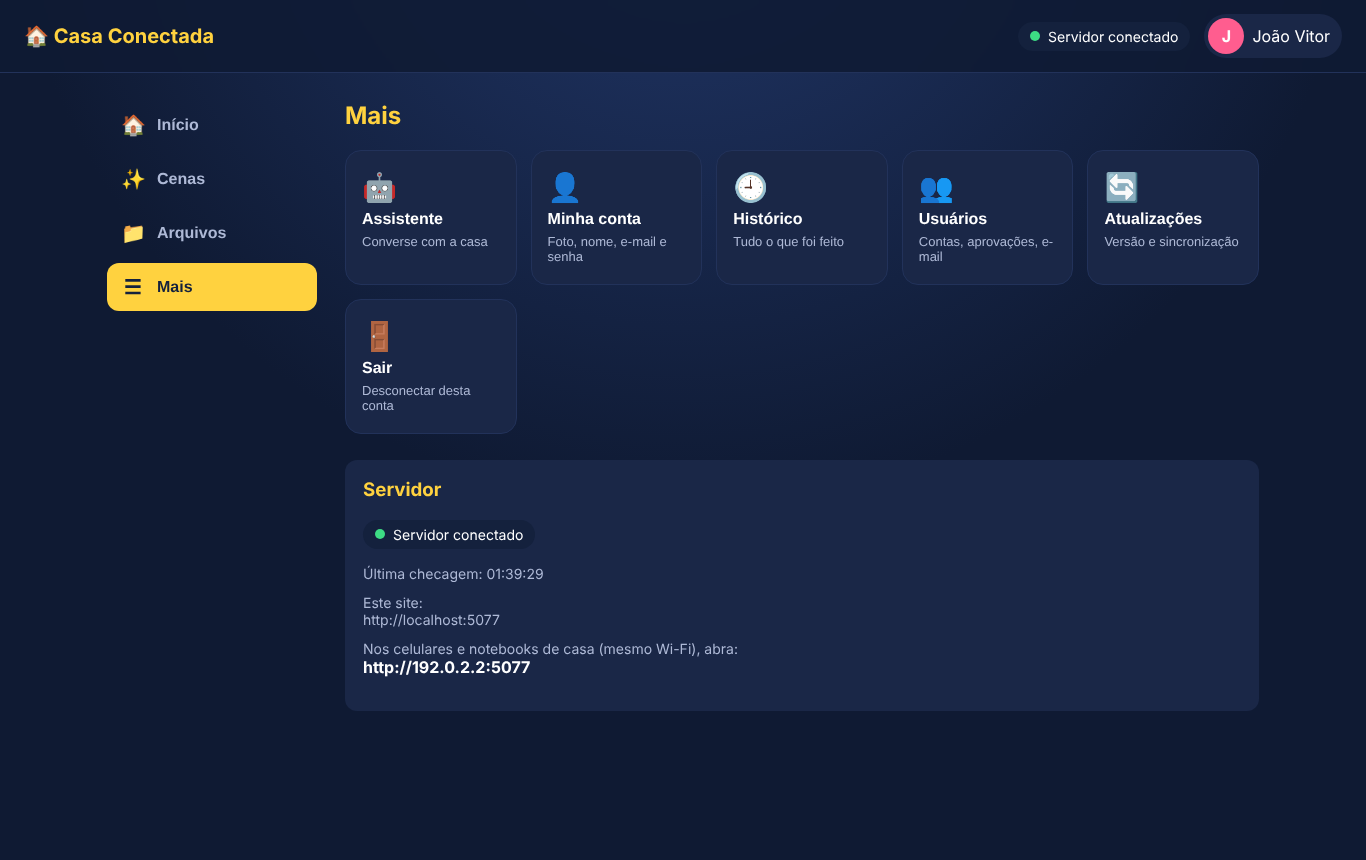 Casa Conectada
Servidor conectado
J
João Vitor
Início
Cenas
Arquivos
Mais
Mais
Assistente
Converse com a casa
Minha conta
Foto, nome, e-mail e
senha
Histórico
Tudo o que foi feito
Usuários
Contas, aprovações, e-
mail
Atualizações
Versão e sincronização
Sair
Desconectar desta
conta
Servidor
Servidor conectado
Última checagem: 01:39:29
Este site:
http://localhost:5077
Nos celulares e notebooks de casa (mesmo Wi-Fi), abra:
http://192.0.2.2:5077